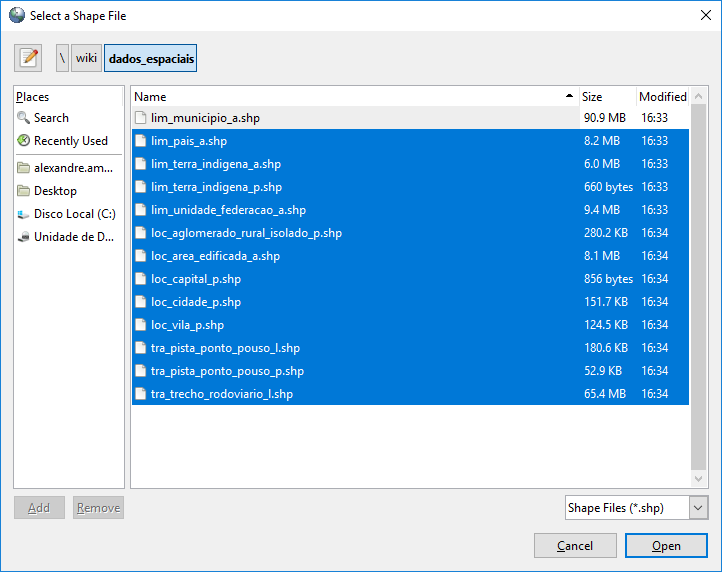 Select a Shape File
\ wiki dados_espaciais
Places
Search
Recently Used
alexandre.am...
Desktop
Disco Local (C:)
Unidade de D...
Name Size Modified
lim_municipio_a.shp 90.9 MB 16:33
lim_pais_a.shp 8.2 MB 16:33
lim_terra_indigena_a.shp 6.0 MB 16:33
lim_terra_indigena_p.shp 660 bytes 16:33
lim_unidade_federacao_a.shp 9.4 MB 16:33
loc_aglomerado_rural_isolado_p.shp 280.2 KB 16:34
loc_area_edificada_a.shp 8.1 MB 16:34
loc_capital_p.shp 856 bytes 16:34
loc_cidade_p.shp 151.7 KB 16:34
loc_vila_p.shp 124.5 KB 16:34
tra_pista_ponto_pouso_l.shp 180.6 KB 16:34
tra_pista_ponto_pouso_p.shp 52.9 KB 16:34
tra_trecho_rodoviario_l.shp 65.4 MB 16:34
Add Remove
Shape Files (*.shp)
Cancel Open